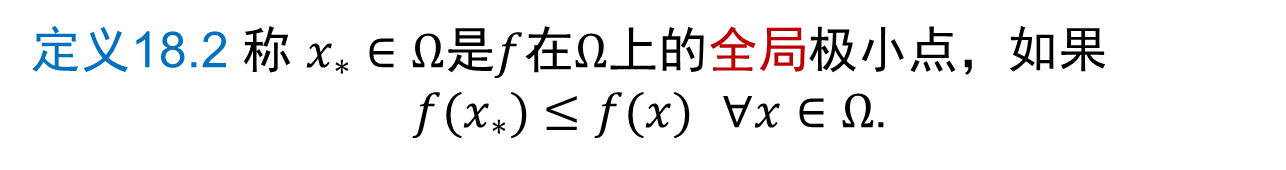 定义18.2 称 𝑥∗ ∈ Ω是𝑓在Ω上的全局极小点，如果
𝑓(𝑥∗) ≤ 𝑓(𝑥) ∀𝑥 ∈ Ω.